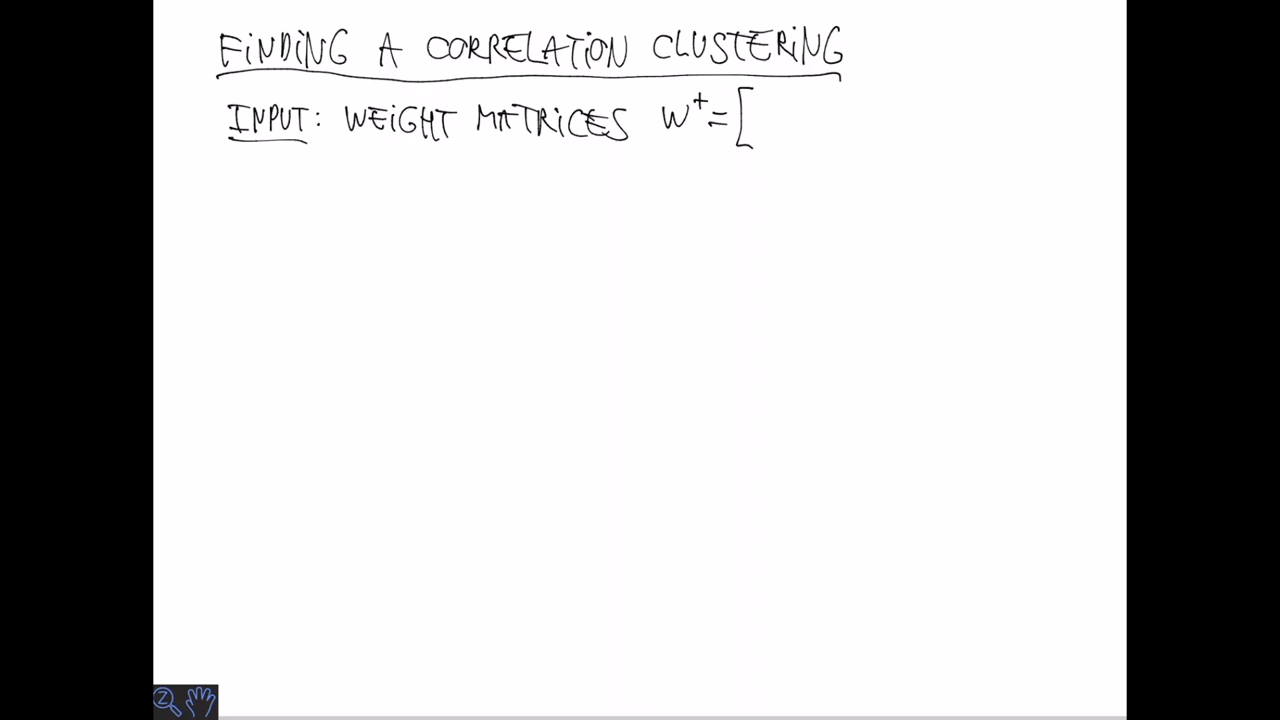 FINDING A CORRELATION CLUSTERING
INPUT: WEIGHT MATRICES W⁺=[
Z